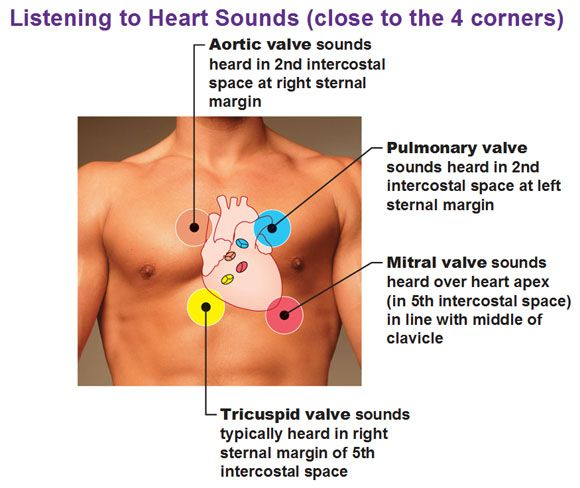 Listening to Heart Sounds (close to the 4 corners)
Aortic valve sounds
heard in 2nd intercostal
space at right sternal
margin
Pulmonary valve
sounds heard in 2nd
intercostal space at left
sternal margin
Mitral valve sounds
heard over heart apex
(in 5th intercostal space)
in line with middle of
clavicle
Tricuspid valve sounds
typically heard in right
sternal margin of 5th
intercostal space